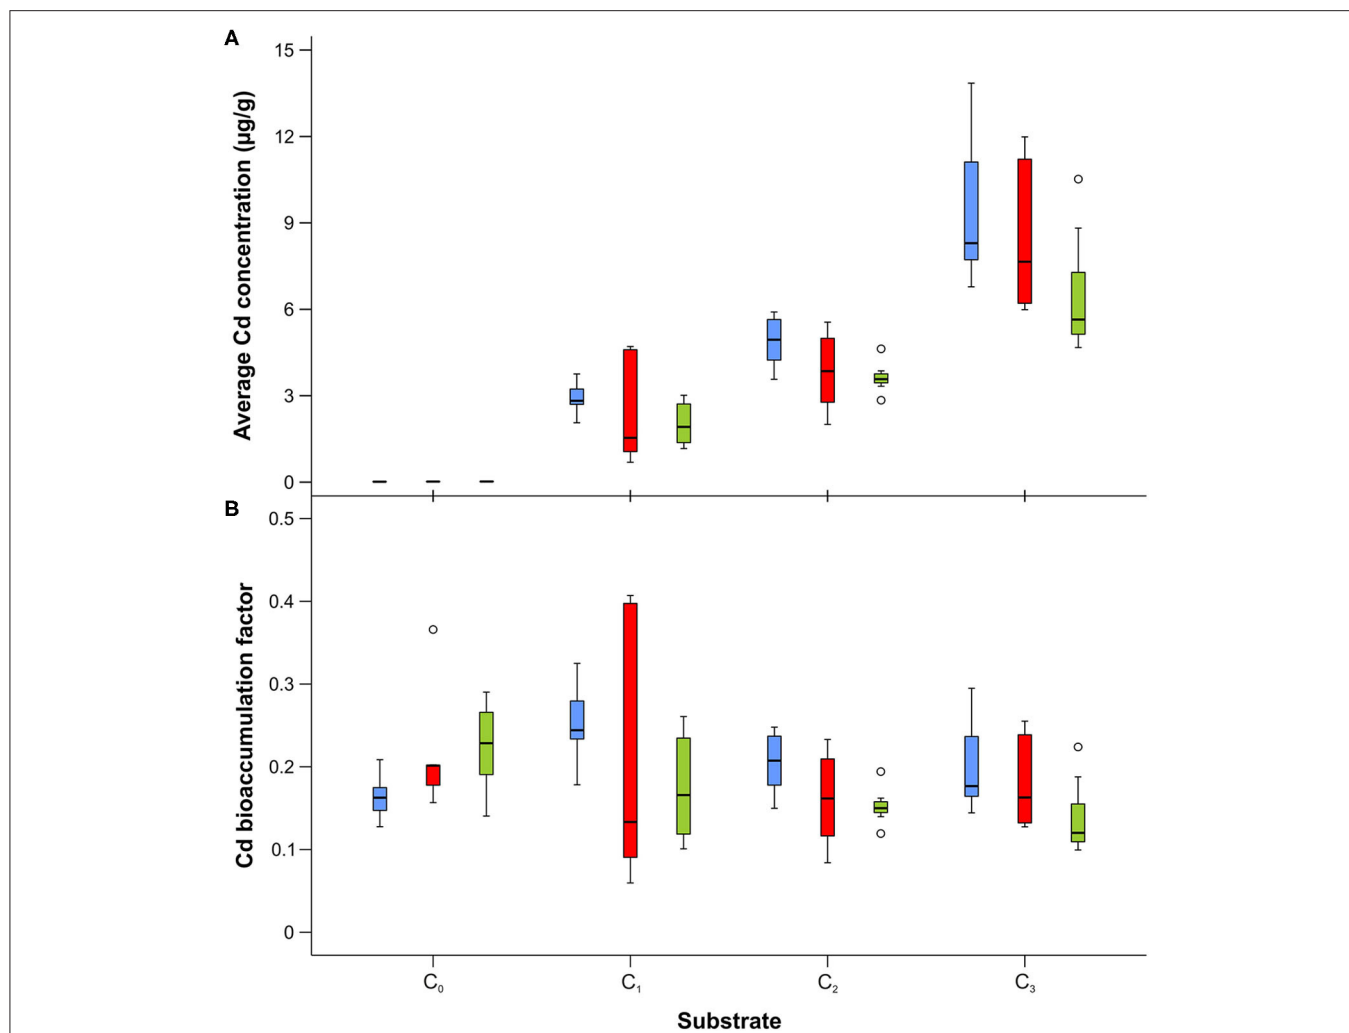 A
Average Cd concentration (µg/g)
15
12
9
6
3
0
B
Cd bioaccumulation factor
0.5
0.4
0.3
0.2
0.1
0
C₀ C₁ C₂ C₃
Substrate